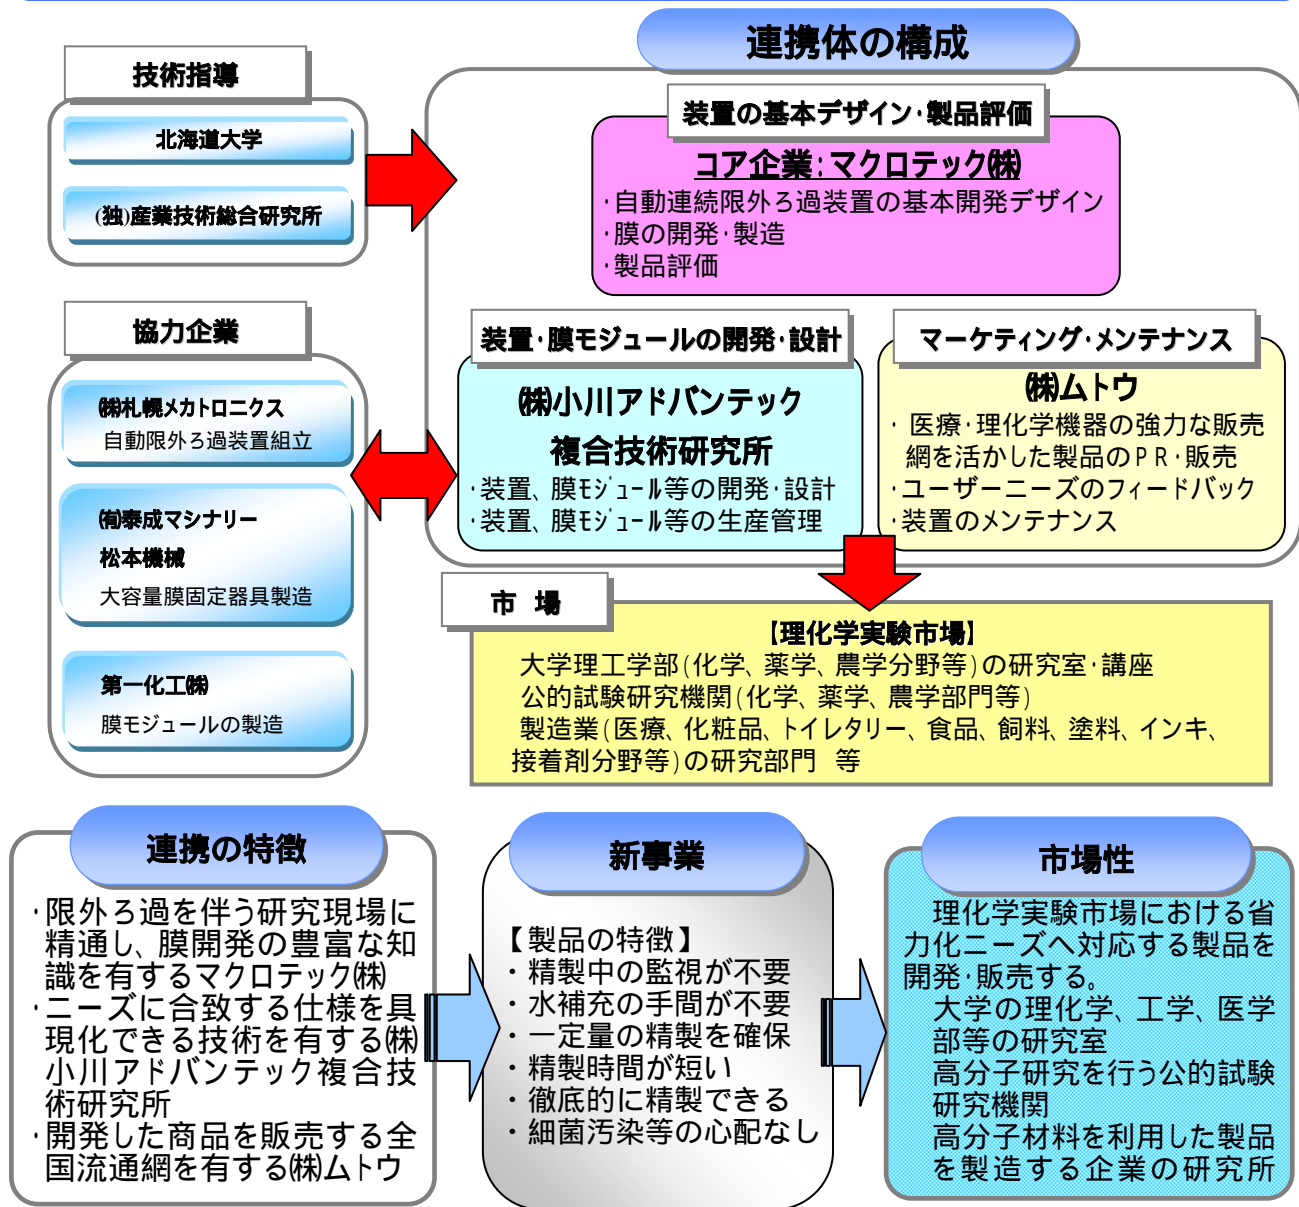 連携体の構成
技術指導
北海道大学
(独)産業技術総合研究所
装置の基本デザイン･製品評価
コア企業:マクロテック㈱
･自動連続限外ろ過装置の基本開発デザイン
･膜の開発･製造
･製品評価
協力企業
㈱札幌メカトロニクス
自動限外ろ過装置組立
㈲泰成マシナリー
松本機械
大容量膜固定器具製造
第一化工㈱
膜モジュールの製造
装置･膜モジュールの開発･設計
㈱小川アドバンテック
複合技術研究所
･装置、膜ﾓｼﾞｭｰﾙ等の開発･設計
･装置、膜ﾓｼﾞｭｰﾙ等の生産管理
マーケティング･メンテナンス
㈱ムトウ
･ 医療･理化学機器の強力な販売
網を活かした製品のPR･販売
･ユーザーニーズのフィードバック
･装置のメンテナンス
市 場
【理化学実験市場】
大学理工学部(化学、薬学、農学分野等)の研究室･講座
公的試験研究機関(化学、薬学、農学部門等)
製造業(医療、化粧品、トイレタリー、食品、飼料、塗料、インキ、
接着剤分野等)の研究部門 等
連携の特徴
･限外ろ過を伴う研究現場に
精通し、膜開発の豊富な知
識を有するマクロテック㈱
･ニーズに合致する仕様を具
現化できる技術を有する㈱
小川アドバンテック複合技
術研究所
･開発した商品を販売する全
国流通網を有する㈱ムトウ
新事業
【製品の特徴】
・精製中の監視が不要
・水補充の手間が不要
・一定量の精製を確保
・精製時間が短い
・徹底的に精製できる
・細菌汚染等の心配なし
市場性
理化学実験市場における省
力化ニーズへ対応する製品を
開発･販売する。
大学の理化学、工学、医学
部等の研究室
高分子研究を行う公的試験
研究機関
高分子材料を利用した製品
を製造する企業の研究所